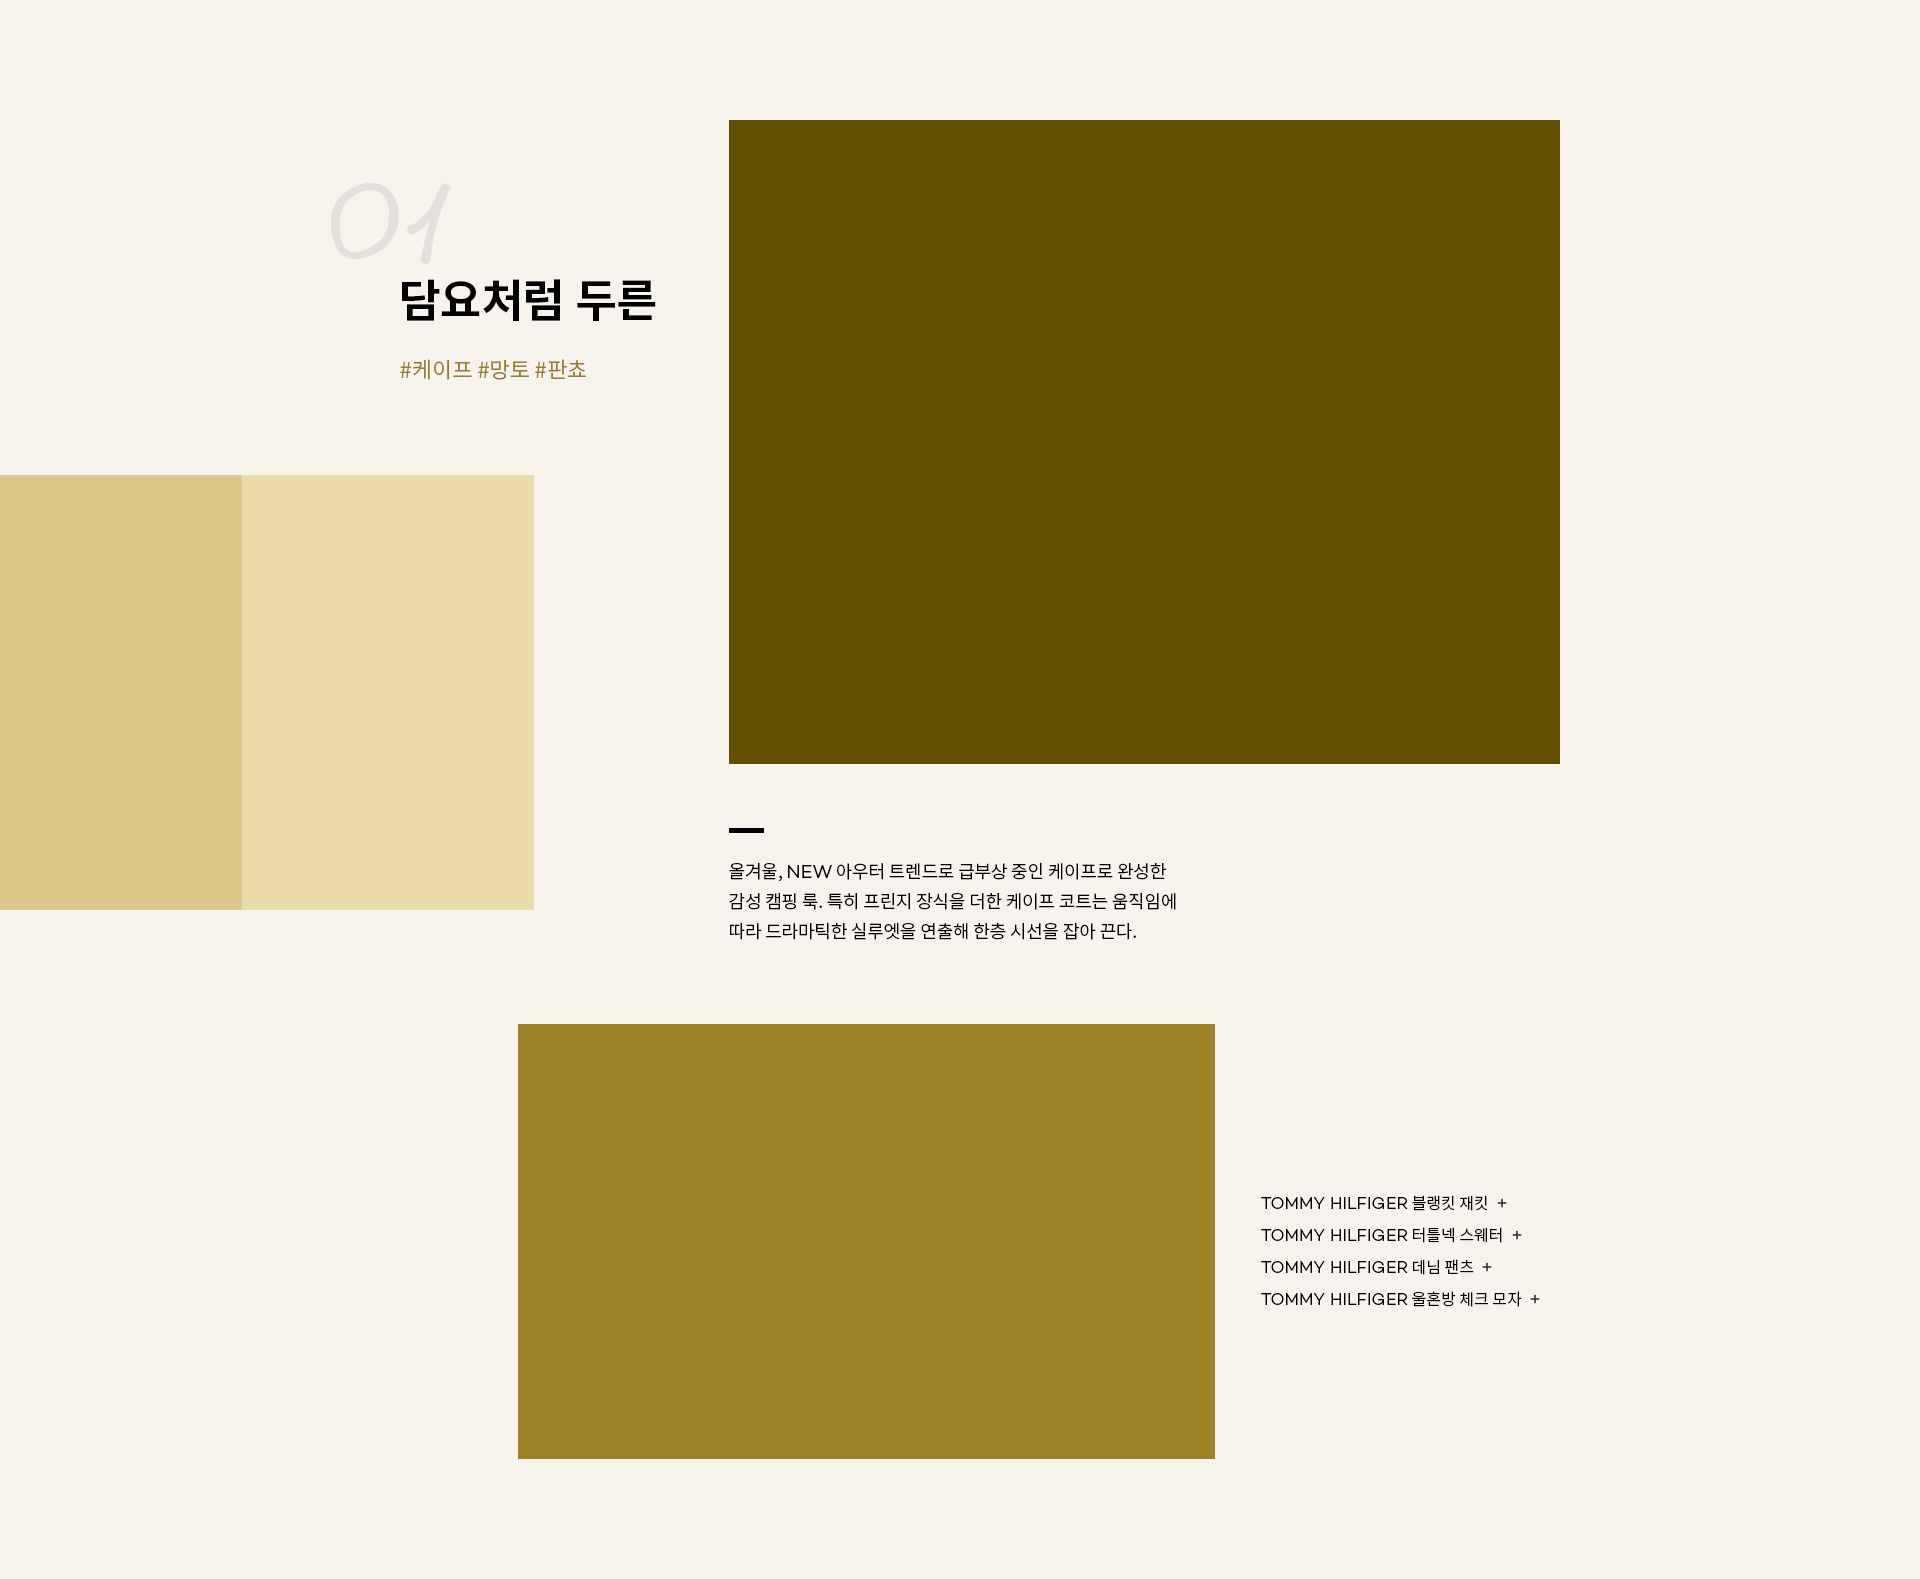 01
담요처럼 두른
#케이프 #망토 #판쵸
올겨울, NEW 아우터 트렌드로 급부상 중인 케이프로 완성한
감성 캠핑 룩. 특히 프린지 장식을 더한 케이프 코트는 움직임에
따라 드라마틱한 실루엣을 연출해 한층 시선을 잡아 끈다.
TOMMY HILFIGER 블랭킷 재킷 +
TOMMY HILFIGER 터틀넥 스웨터 +
TOMMY HILFIGER 데님 팬츠 +
TOMMY HILFIGER 울혼방 체크 모자 +